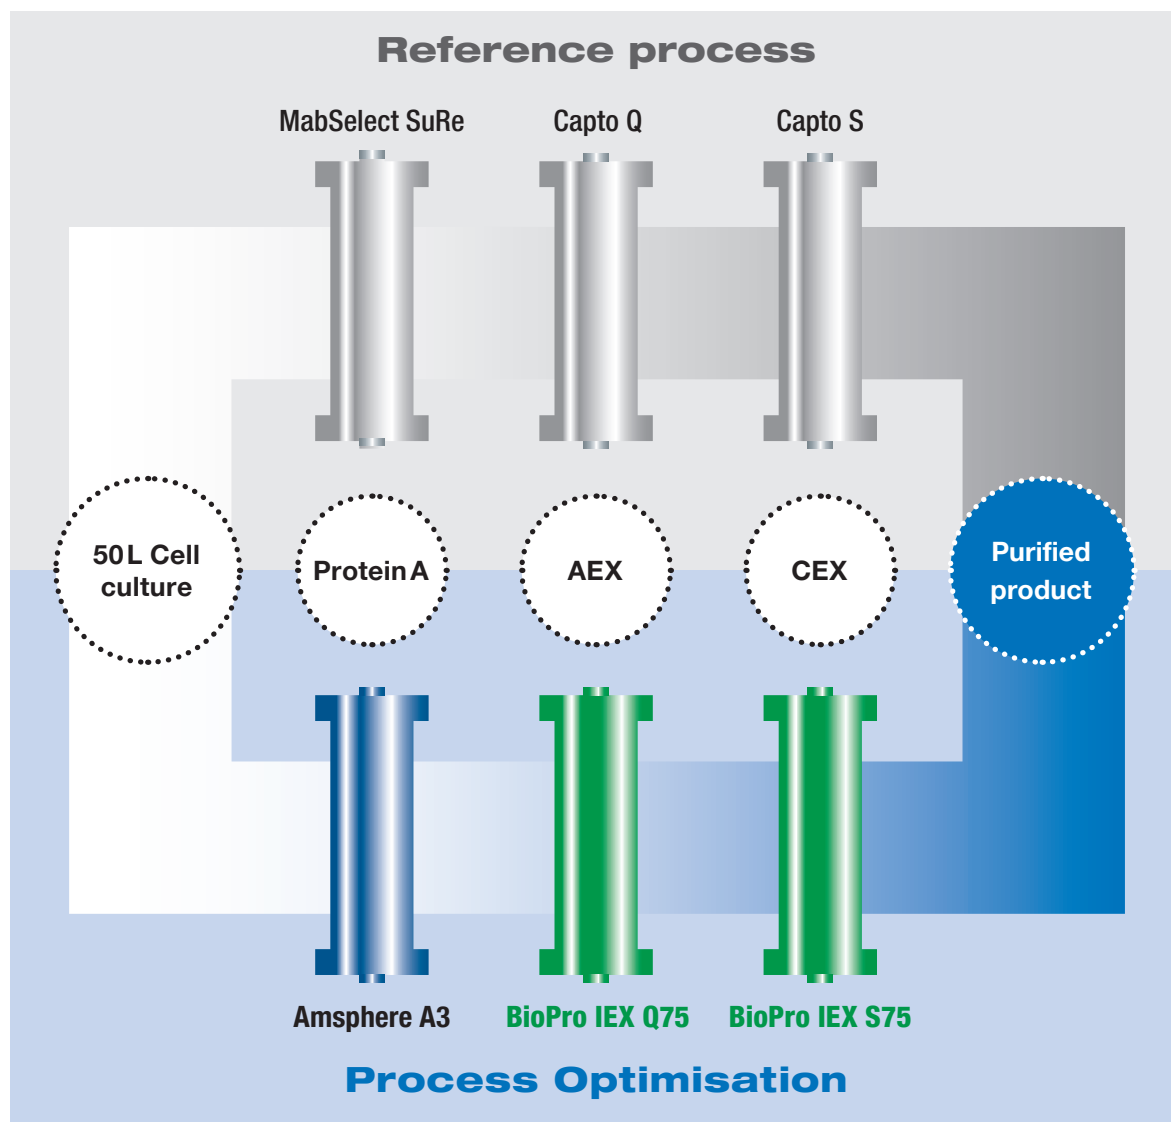 Reference process
MabSelect SuRe
Capto Q
Capto S
50 L Cell
culture
Protein A
AEX
CEX
Purified
product
Amsphere A3
BioPro IEX Q75
BioPro IEX S75
Process Optimisation